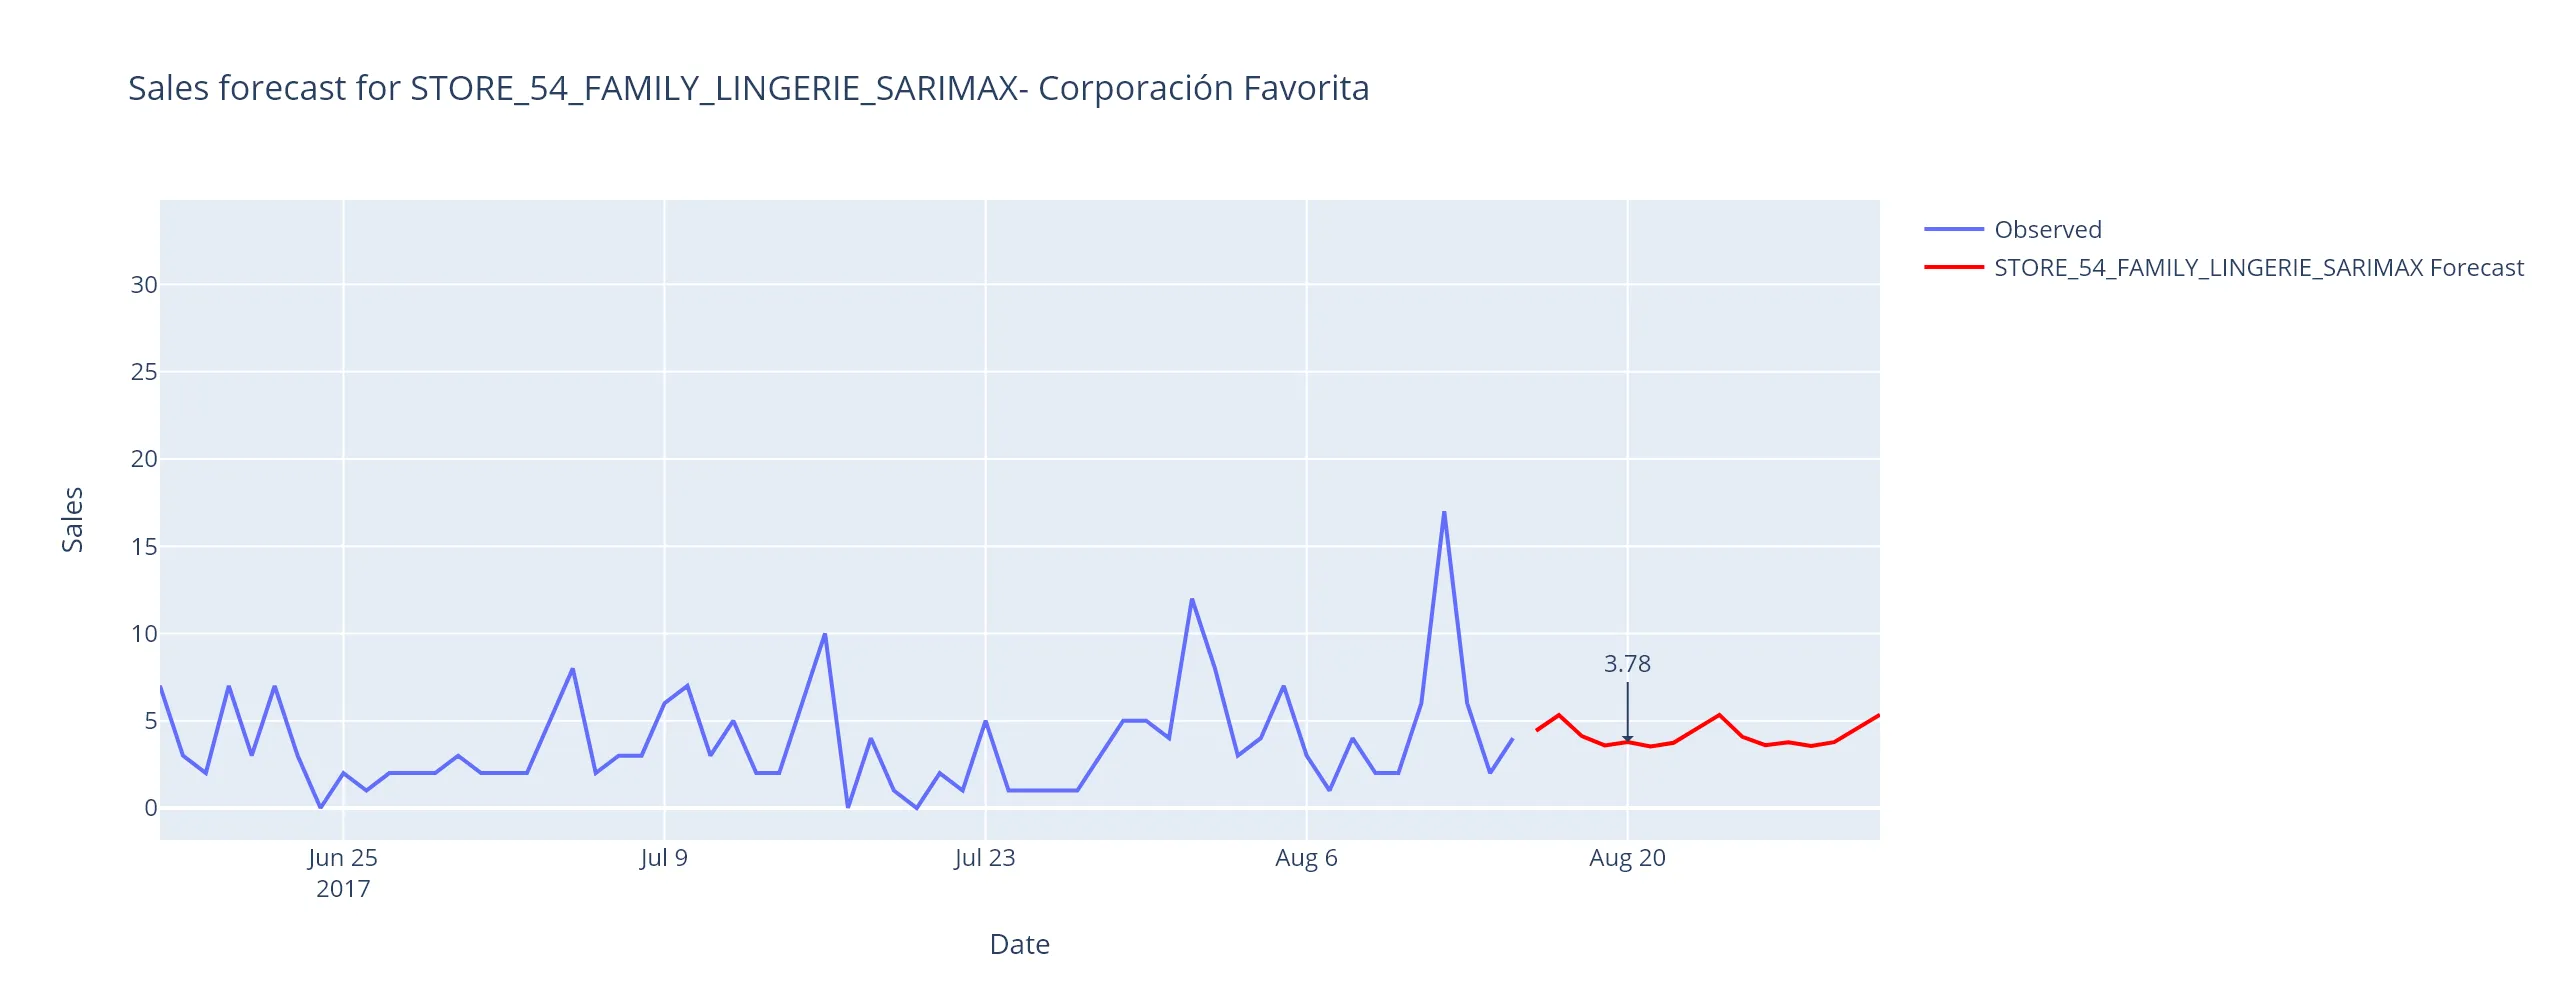 Sales forecast for STORE_54_FAMILY_LINGERIE_SARIMAX- Corporación Favorita
Observed
STORE_54_FAMILY_LINGERIE_SARIMAX Forecast
30
25
20
15
10
5
0
Sales
3.78
Jun 25
2017
Jul 9
Jul 23
Aug 6
Aug 20
Date